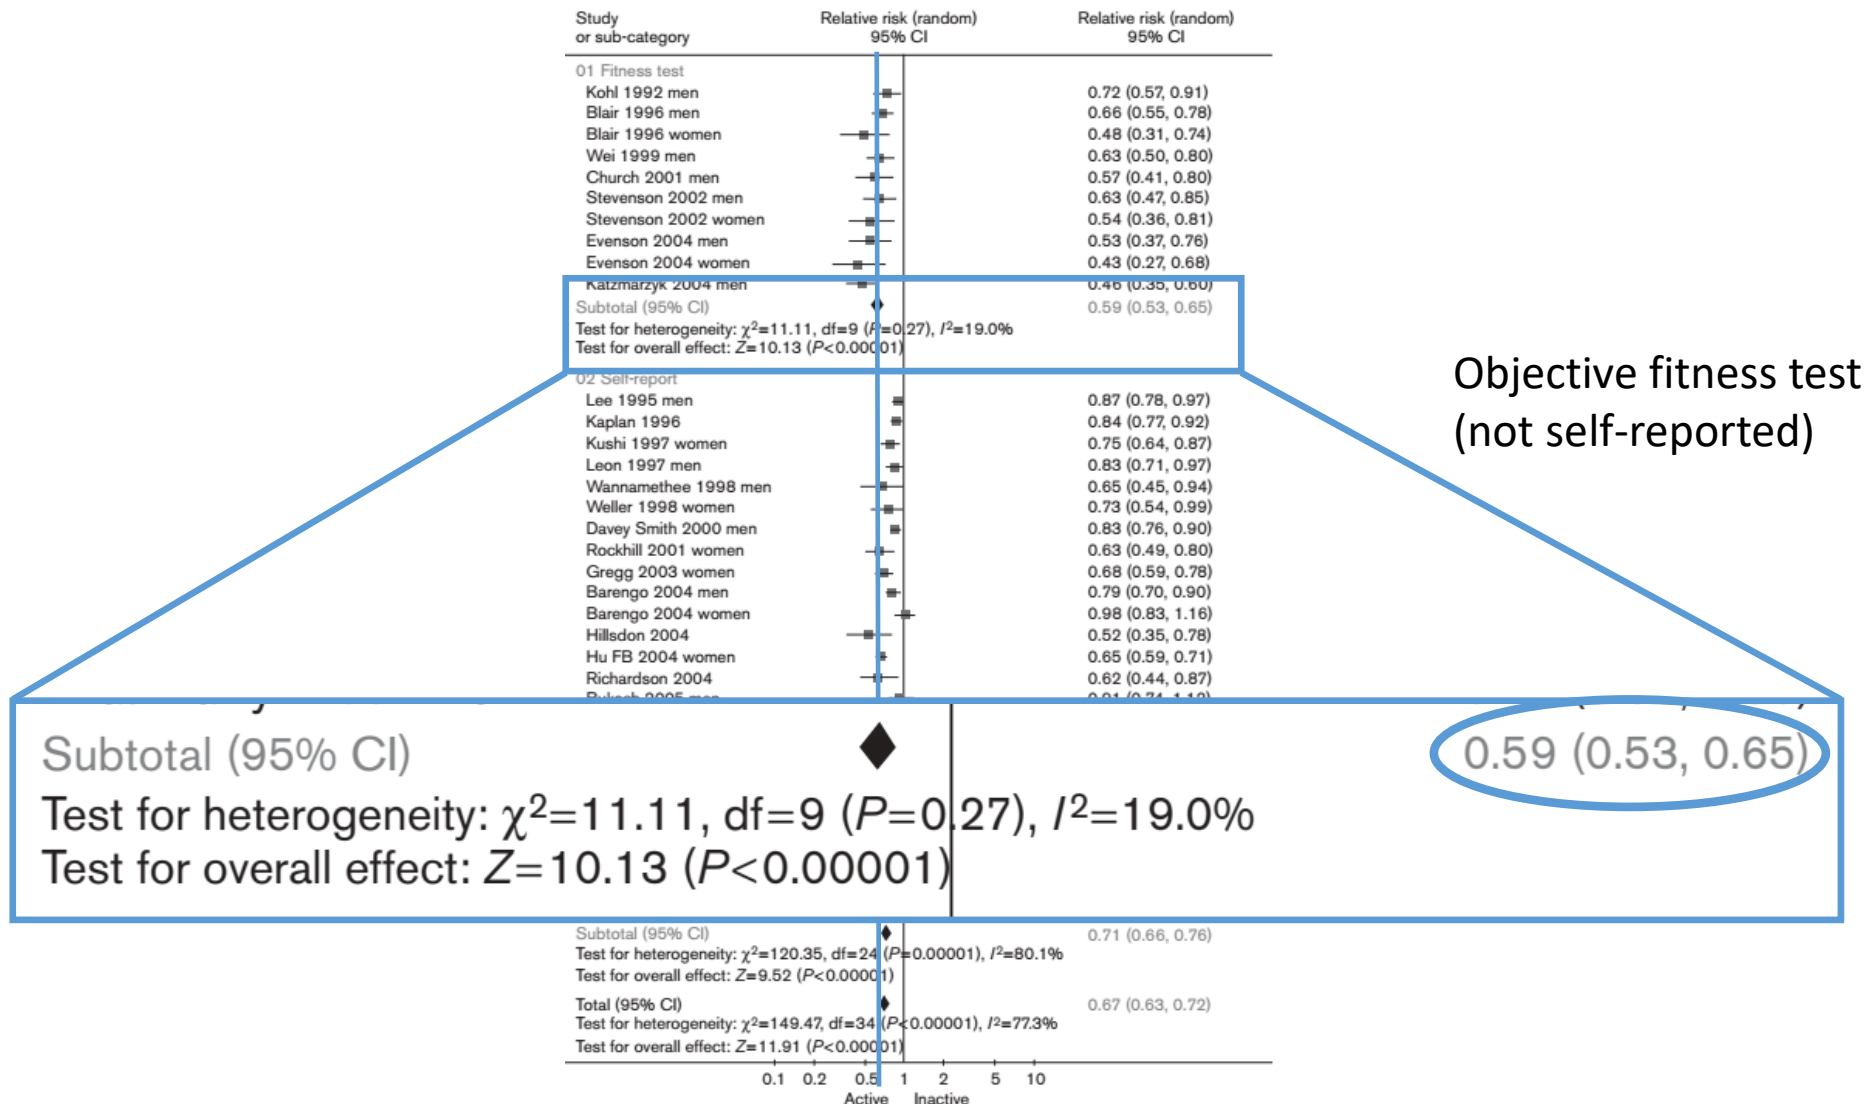 Study Relative risk (random) Relative risk (random)
or sub-category 95% CI 95% CI
01 Fitness test
Kohl 1992 men 0.72 (0.57, 0.91)
Blair 1996 men 0.66 (0.55, 0.78)
Blair 1996 women 0.48 (0.31, 0.74)
Wei 1999 men 0.63 (0.50, 0.80)
Church 2001 men 0.57 (0.41, 0.80)
Stevenson 2002 men 0.63 (0.47, 0.85)
Stevenson 2002 women 0.54 (0.36, 0.81)
Evenson 2004 men 0.53 (0.37, 0.76)
Evenson 2004 women 0.43 (0.27, 0.68)
Katzmarzyk 2004 men 0.46 (0.35, 0.60)
Subtotal (95% CI) 0.59 (0.53, 0.65)
Test for heterogeneity: χ²=11.11, df=9 (P=0.27), I²=19.0%
Test for overall effect: Z=10.13 (P<0.00001)
02 Self-report
Lee 1995 men 0.87 (0.78, 0.97)
Kaplan 1996 0.84 (0.77, 0.92)
Kushi 1997 women 0.75 (0.64, 0.87)
Leon 1997 men 0.83 (0.71, 0.97)
Wannamethee 1998 men 0.65 (0.45, 0.94)
Weller 1998 women 0.73 (0.54, 0.99)
Davey Smith 2000 men 0.83 (0.76, 0.90)
Rockhill 2001 women 0.63 (0.49, 0.80)
Gregg 2003 women 0.68 (0.59, 0.78)
Barengo 2004 men 0.79 (0.70, 0.90)
Barengo 2004 women 0.98 (0.83, 1.16)
Hillsdon 2004 0.52 (0.35, 0.78)
Hu FB 2004 women 0.65 (0.59, 0.71)
Richardson 2004 0.62 (0.44, 0.87)
Objective fitness test
(not self-reported)
Subtotal (95% CI) 0.59 (0.53, 0.65)
Test for heterogeneity: χ²=11.11, df=9 (P=0.27), I²=19.0%
Test for overall effect: Z=10.13 (P<0.00001)
Subtotal (95% CI) 0.71 (0.66, 0.76)
Test for heterogeneity: χ²=120.35, df=24 (P=0.00001), I²=80.1%
Test for overall effect: Z=9.52 (P<0.00001)
Total (95% CI) 0.67 (0.63, 0.72)
Test for heterogeneity: χ²=149.47, df=34 (P<0.00001), I²=77.3%
Test for overall effect: Z=11.91 (P<0.00001)
0.1 0.2 0.5 1 2 5 10
Active Inactive